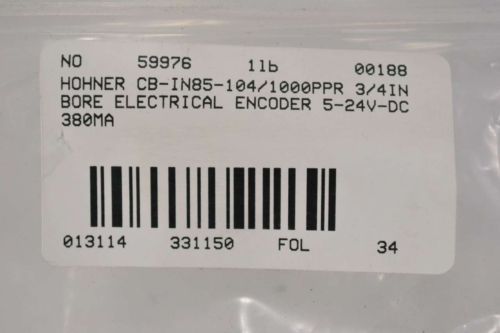 NO 59976 1lb 00188
HOHNER CB-IN85-104/1000PPR 3/4IN
BORE ELECTRICAL ENCODER 5-24V-DC
380MA
013114 331150 FOL 34